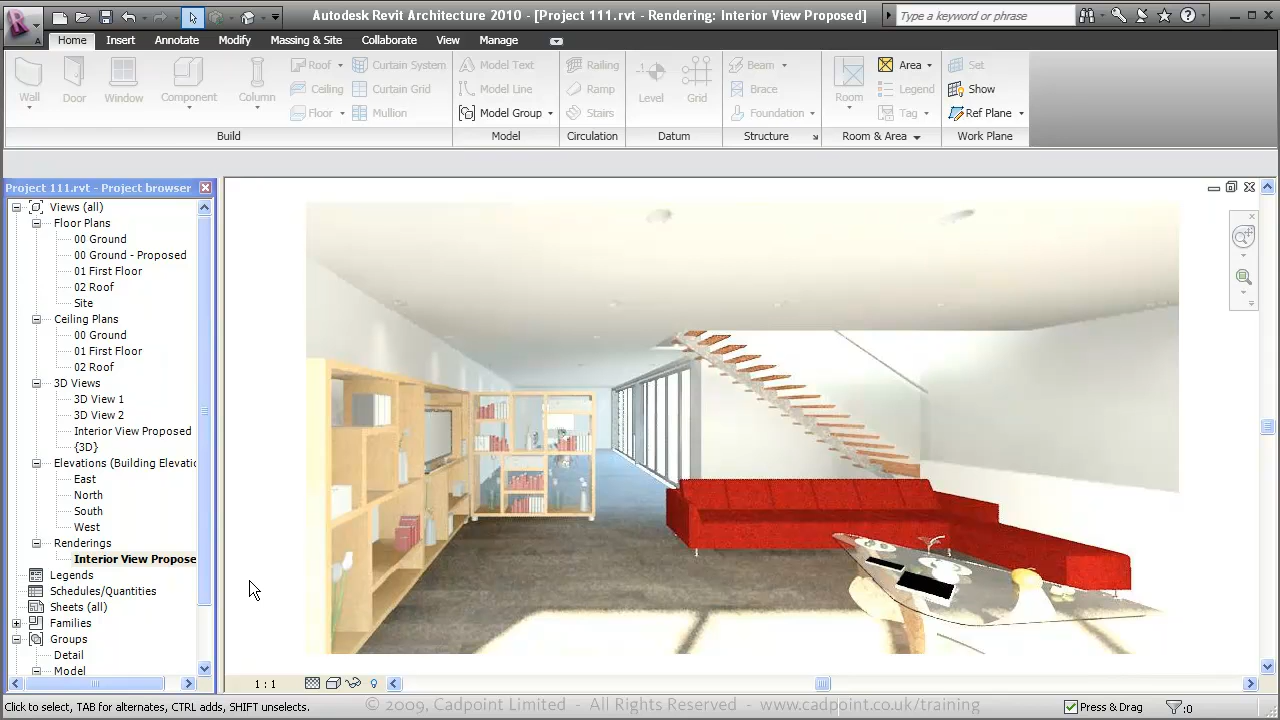 Autodesk Revit Architecture 2010 - [Project 111.rvt - Rendering: Interior View Proposed]
Type a keyword or phrase
Home Insert Annotate Modify Massing & Site Collaborate View Manage
Wall Door Window Component Column
Roof Curtain System
Ceiling Curtain Grid
Floor Mullion
Build
Model Text
Model Line
Model Group
Model
Railing
Ramp
Stairs
Circulation
Level Grid
Datum
Beam
Brace
Foundation
Structure
Room
Area
Legend
Tag
Room & Area
Set
Show
Ref Plane
Work Plane
Project 111.rvt - Project browser
Views (all)
Floor Plans
00 Ground
00 Ground - Proposed
01 First Floor
02 Roof
Site
Ceiling Plans
00 Ground
01 First Floor
02 Roof
3D Views
3D View 1
3D View 2
Interior View Proposed
{3D}
Elevations (Building Elevatio
East
North
South
West
Renderings
Interior View Propose
Legends
Schedules/Quantities
Sheets (all)
Families
Groups
Detail
Model
1 : 1
Click to select, TAB for alternates, CTRL adds, SHIFT unselects.
© 2009, Cadpoint Limited - All Rights Reserved - www.cadpoint.co.uk/training
Press & Drag
:0